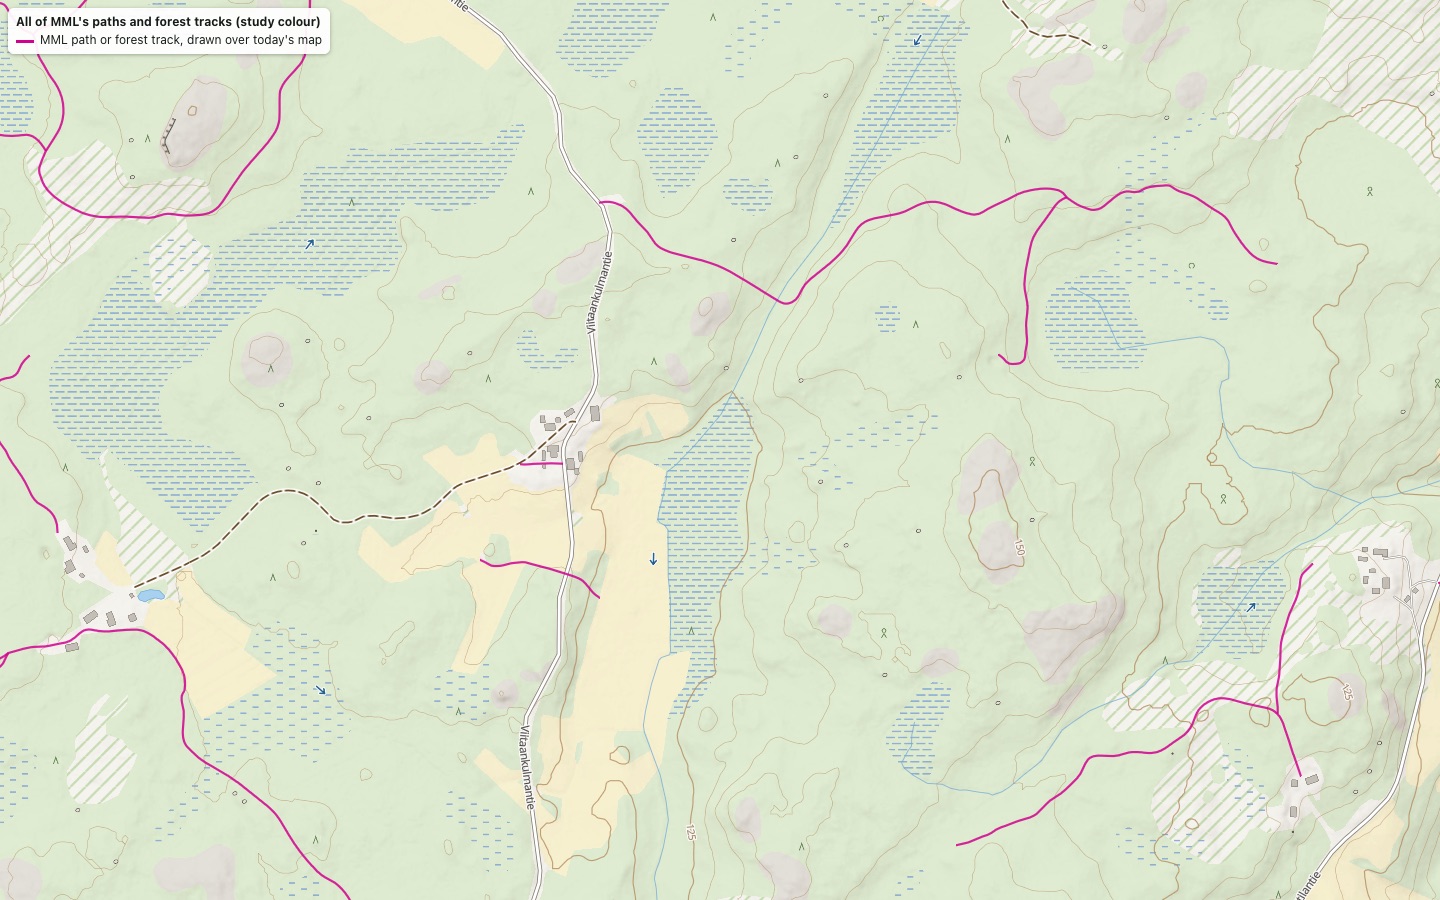 All of MML's paths and forest tracks (study colour)
MML path or forest track, drawn over today's map
Viitaankulmantie
150
125
Viitaankulmantie
125